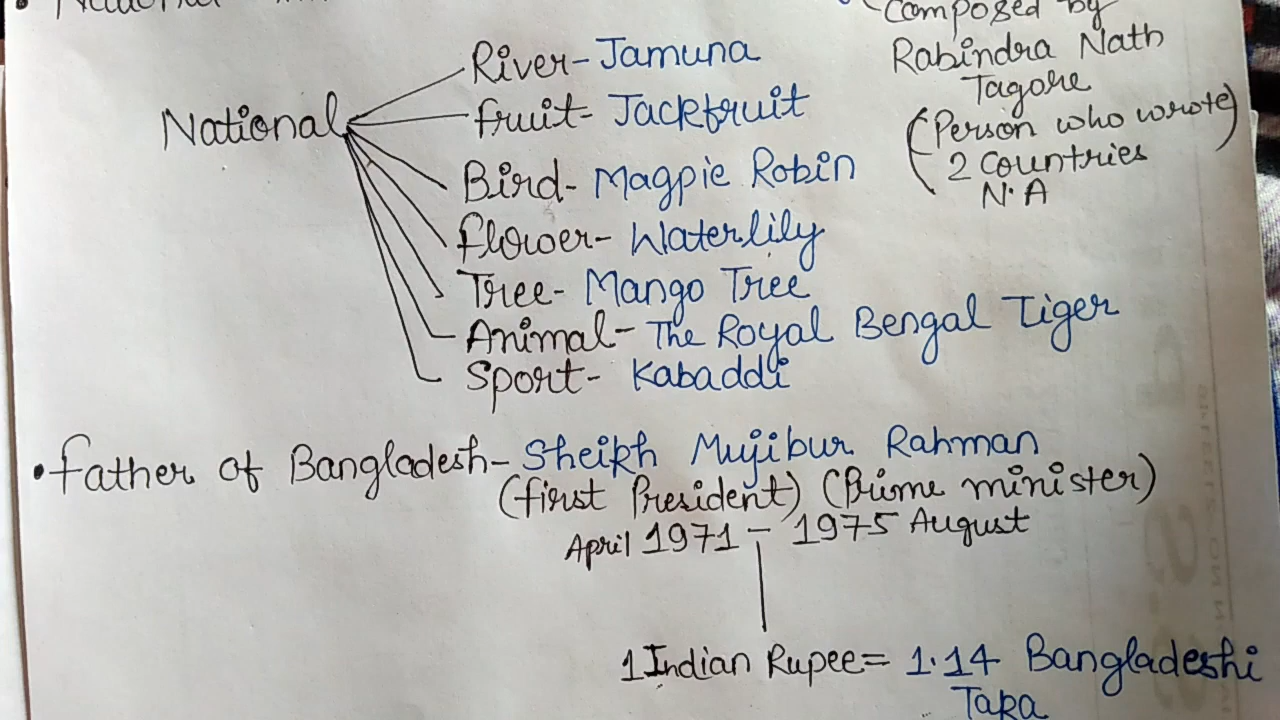 National
River- Jamuna
fruit- Jackfruit
Bird- Magpie Robin
flower- Waterlily
Tree- Mango Tree
Animal- The Royal Bengal Tiger
Sport- Kabaddi
Composed by
Rabindra Nath
Tagore
(Person who wrote)
2 Countries
N.A
•Father of Bangladesh- Sheikh Mujibur Rahman
(first President) (Prime minister)
April 1971 - 1975 August
1 Indian Rupee= 1.14 Bangladeshi
Taka